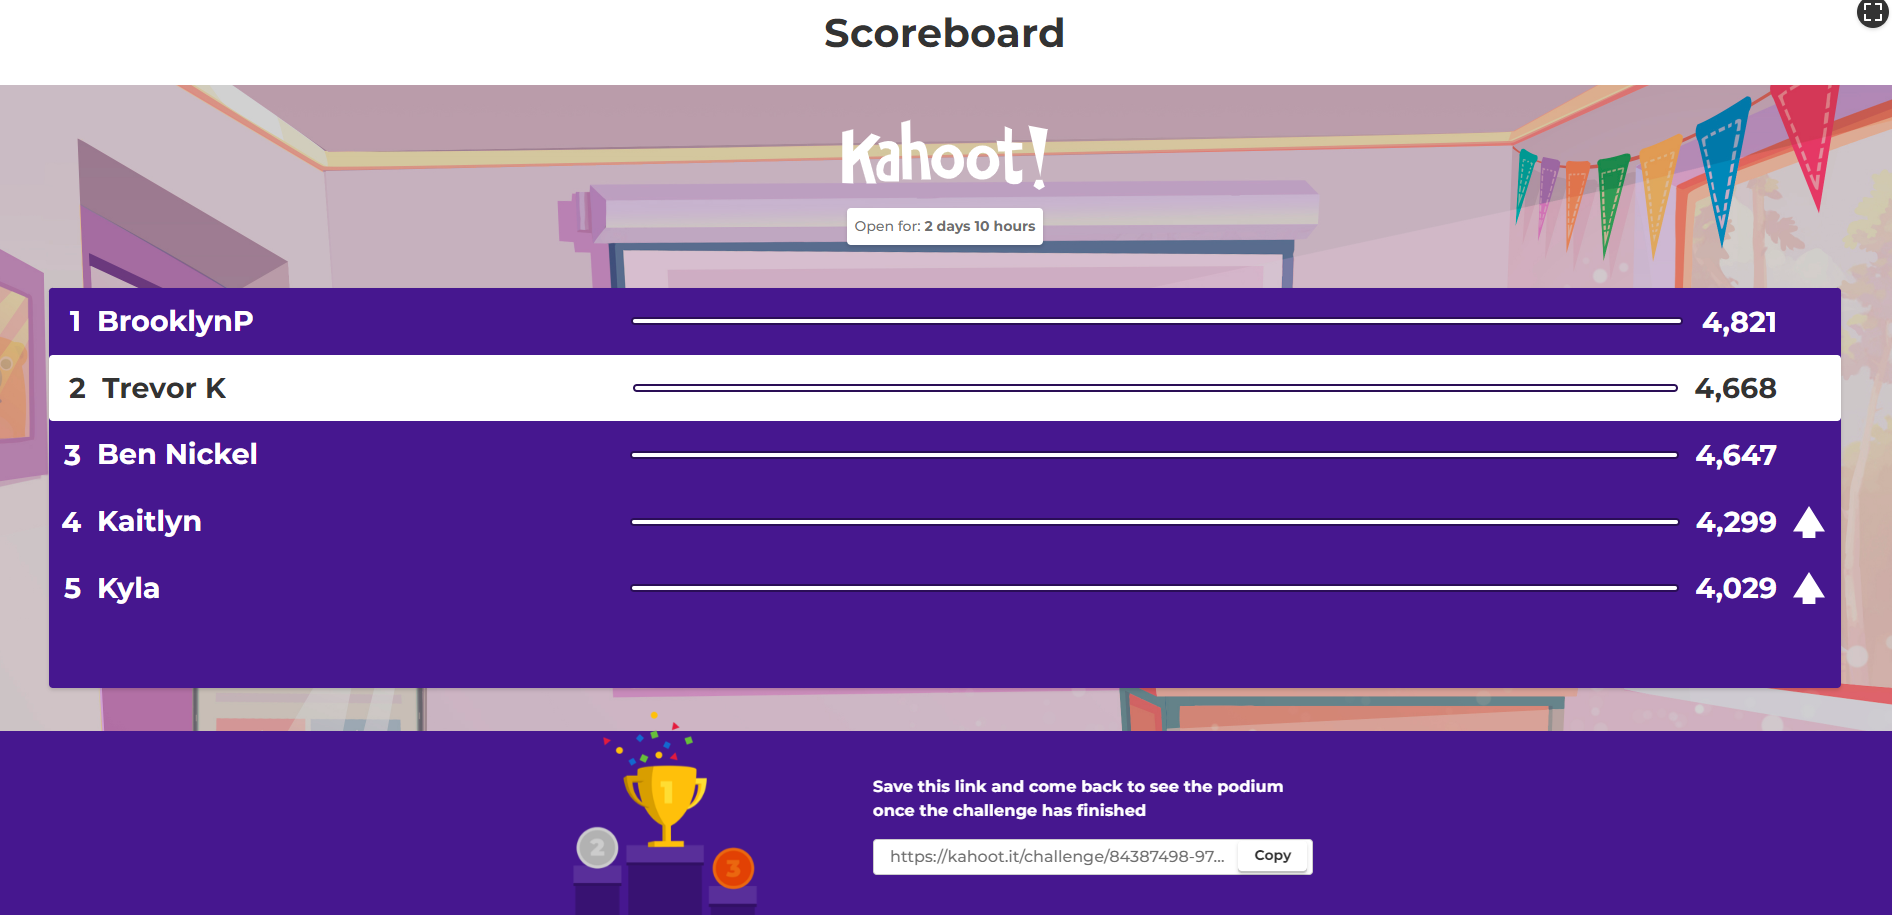 Scoreboard
Kahoot!
Open for: 2 days 10 hours
1 BrooklynP 4,821
2 Trevor K 4,668
3 Ben Nickel 4,647
4 Kaitlyn 4,299
5 Kyla 4,029
1
2
3
Save this link and come back to see the podium
once the challenge has finished
https://kahoot.it/challenge/84387498-97... Copy